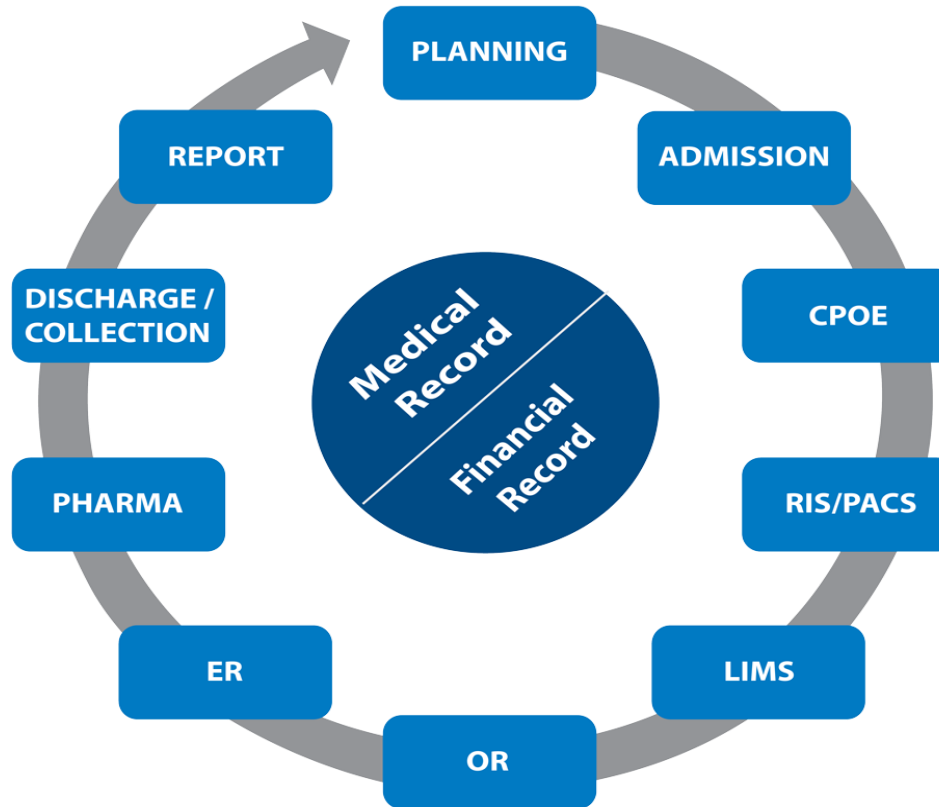 PLANNING
ADMISSION
CPOE
RIS/PACS
LIMS
OR
ER
PHARMA
DISCHARGE /
COLLECTION
REPORT
Medical
Record
Financial
Record